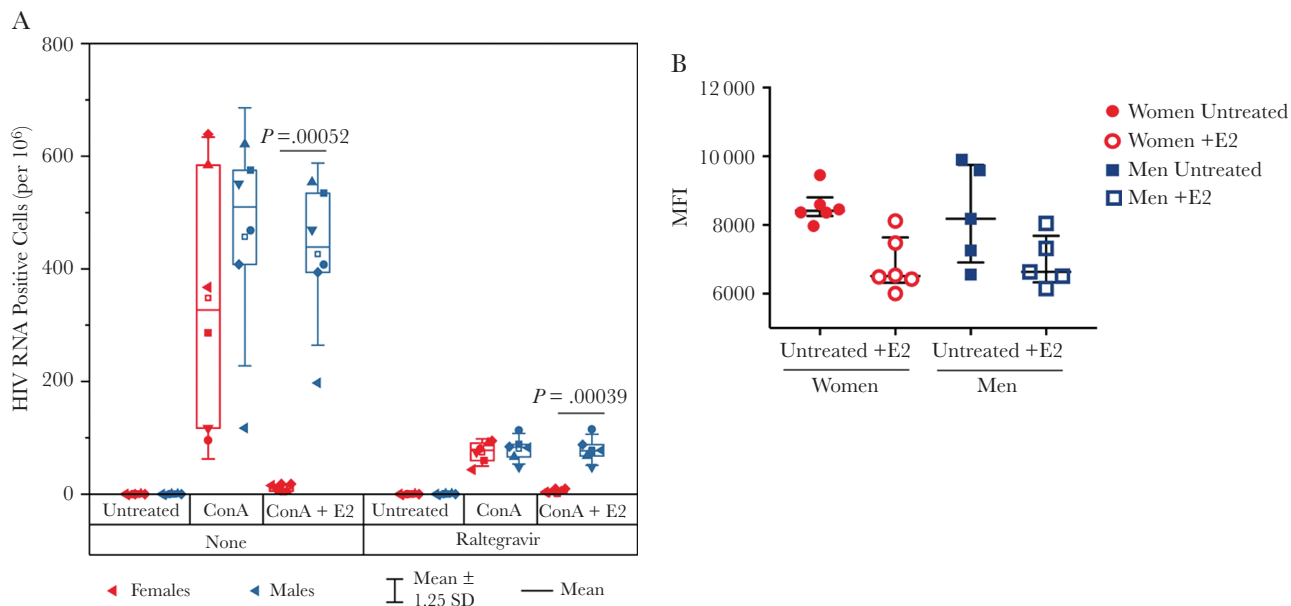 A
HIV RNA Positive Cells (per 10⁶)
800
600
400
200
0
P =.00052
P = .00039
Untreated ConA ConA + E2 Untreated ConA ConA + E2
None Raltegravir
Females Males Mean ± Mean
1.25 SD
B
MFI
12 000
10 000
8000
6000
Untreated +E2 Untreated +E2
Women Men
Women Untreated
Women +E2
Men Untreated
Men +E2